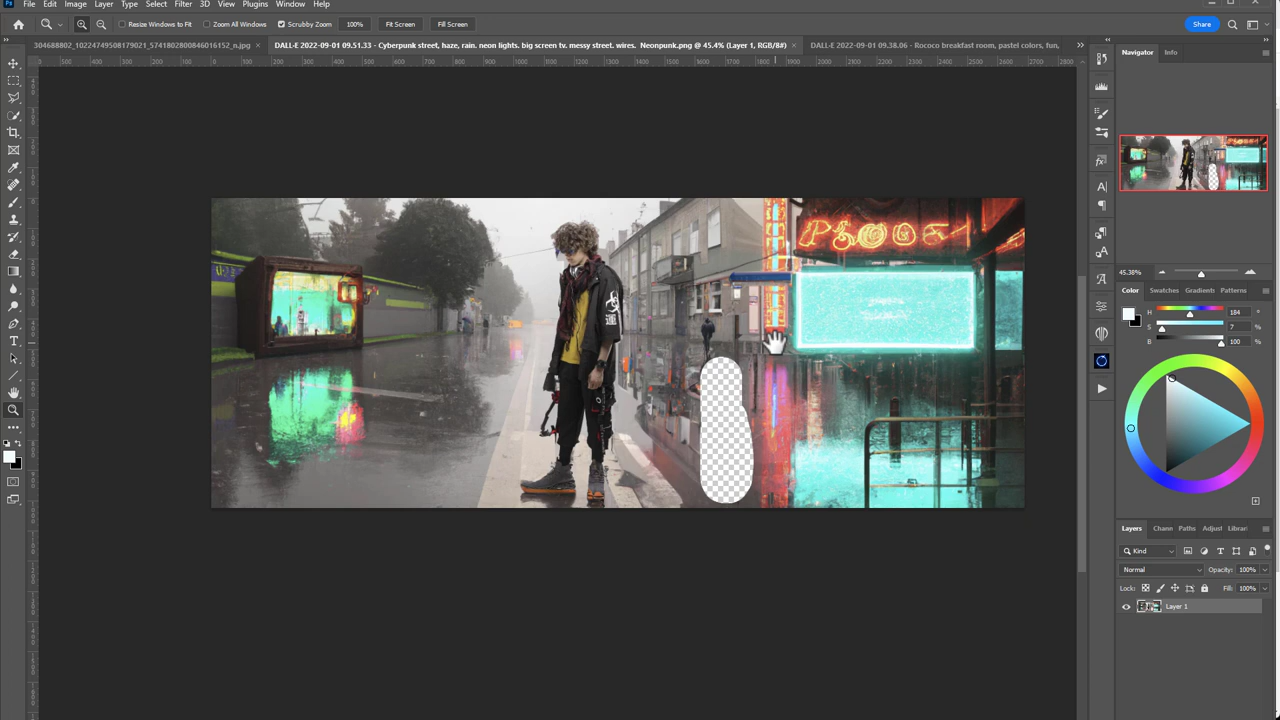 File Edit Image Layer Type Select Filter 3D View Plugins Window Help
Resize Windows to Fit Zoom All Windows Scrubby Zoom 100% Fit Screen Fill Screen Share
304688802_10224749508179021_5741802800846016152_n.jpg × DALL-E 2022-09-01 09.51.33 - Cyberpunk street, haze, rain. neon lights. big screen tv. messy street. wires. Neonpunk.png @ 45.4% (Layer 1, RGB/8#) × DALL-E 2022-09-01 09.38.06 - Rococo breakfast room, pastel colors, fun,
Navigator Info
45.38%
Color Swatches Gradients Patterns
H 184 °
S 7 %
B 100 %
運
Layers Chann Paths Adjust Librar
Kind
Normal Opacity: 100%
Lock: Fill: 100%
Layer 1